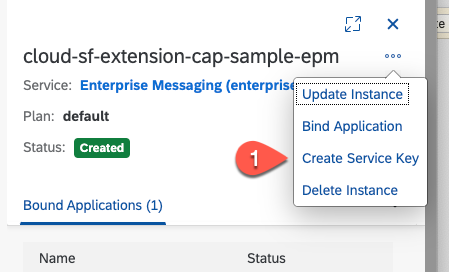 cloud-sf-extension-cap-sample-epm
Service: Enterprise Messaging (enterprise
Update Instance
Plan: default
Bind Application
Status: Created
1
Create Service Key
Delete Instance
Bound Applications (1)
Name Status